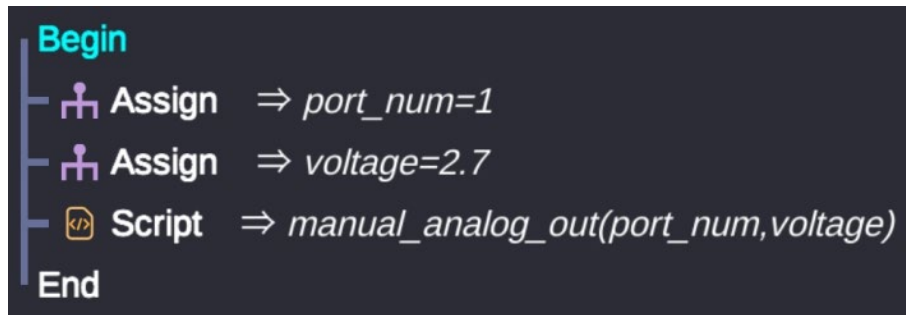 Begin
Assign ⇒ port_num=1
Assign ⇒ voltage=2.7
Script ⇒ manual_analog_out(port_num,voltage)
End